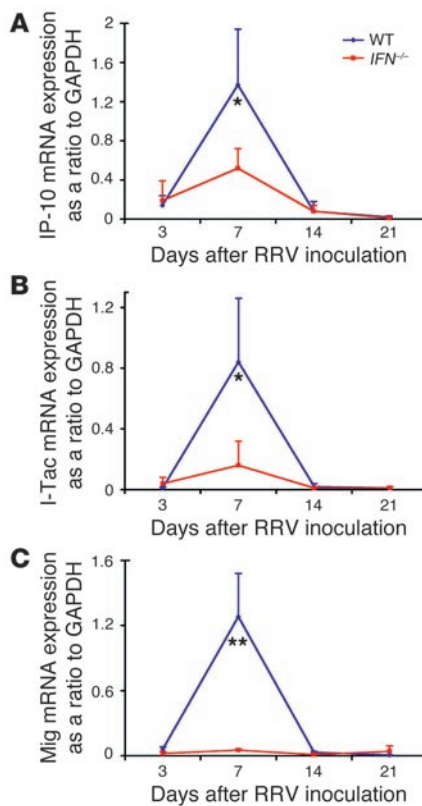 A
IP-10 mRNA expression
as a ratio to GAPDH
2
1.6
1.2
0.8
0.4
0
WT
IFN–/–
*
3 7 14 21
Days after RRV inoculation
B
I-Tac mRNA expression
as a ratio to GAPDH
1.2
0.8
0.4
0
*
3 7 14 21
Days after RRV inoculation
C
Mig mRNA expression
as a ratio to GAPDH
1.6
1.2
0.6
0
**
3 7 14 21
Days after RRV inoculation